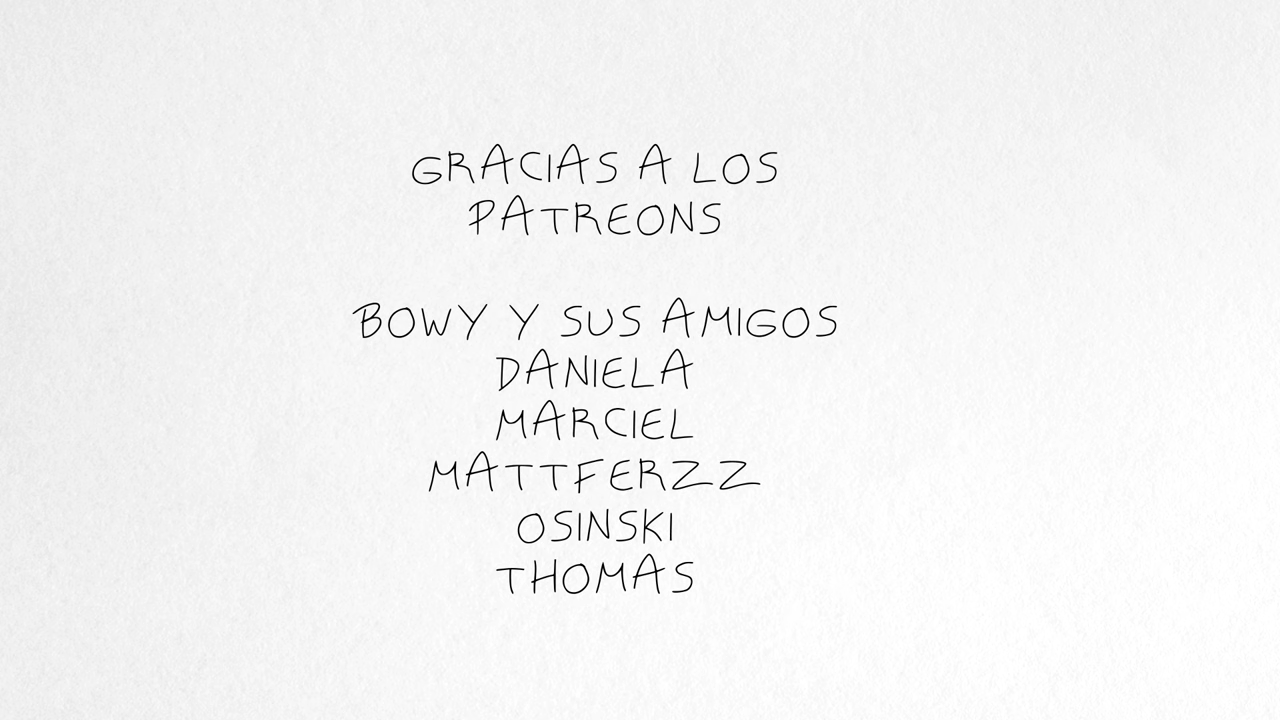 GRACIAS A LOS
PATREONS
BOWY Y SUS AMIGOS
DANIELA
MARCIEL
MATTFERZZ
OSINSKI
THOMAS